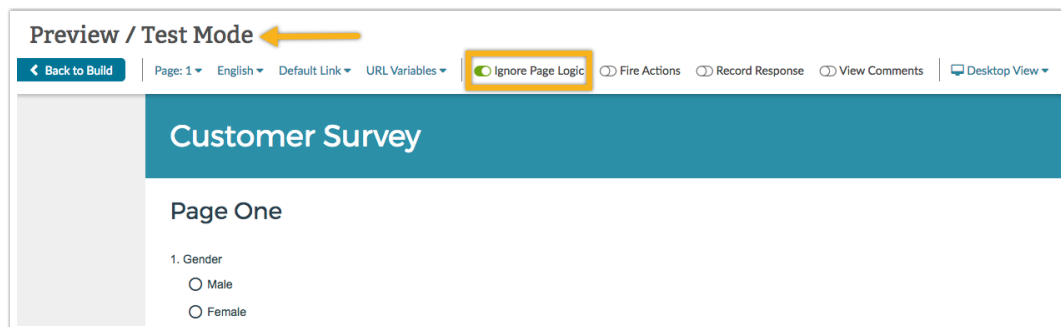 Preview / Test Mode
Back to Build Page: 1 English Default Link URL Variables Ignore Page Logic Fire Actions Record Response View Comments Desktop View
Customer Survey
Page One
1. Gender
Male
Female